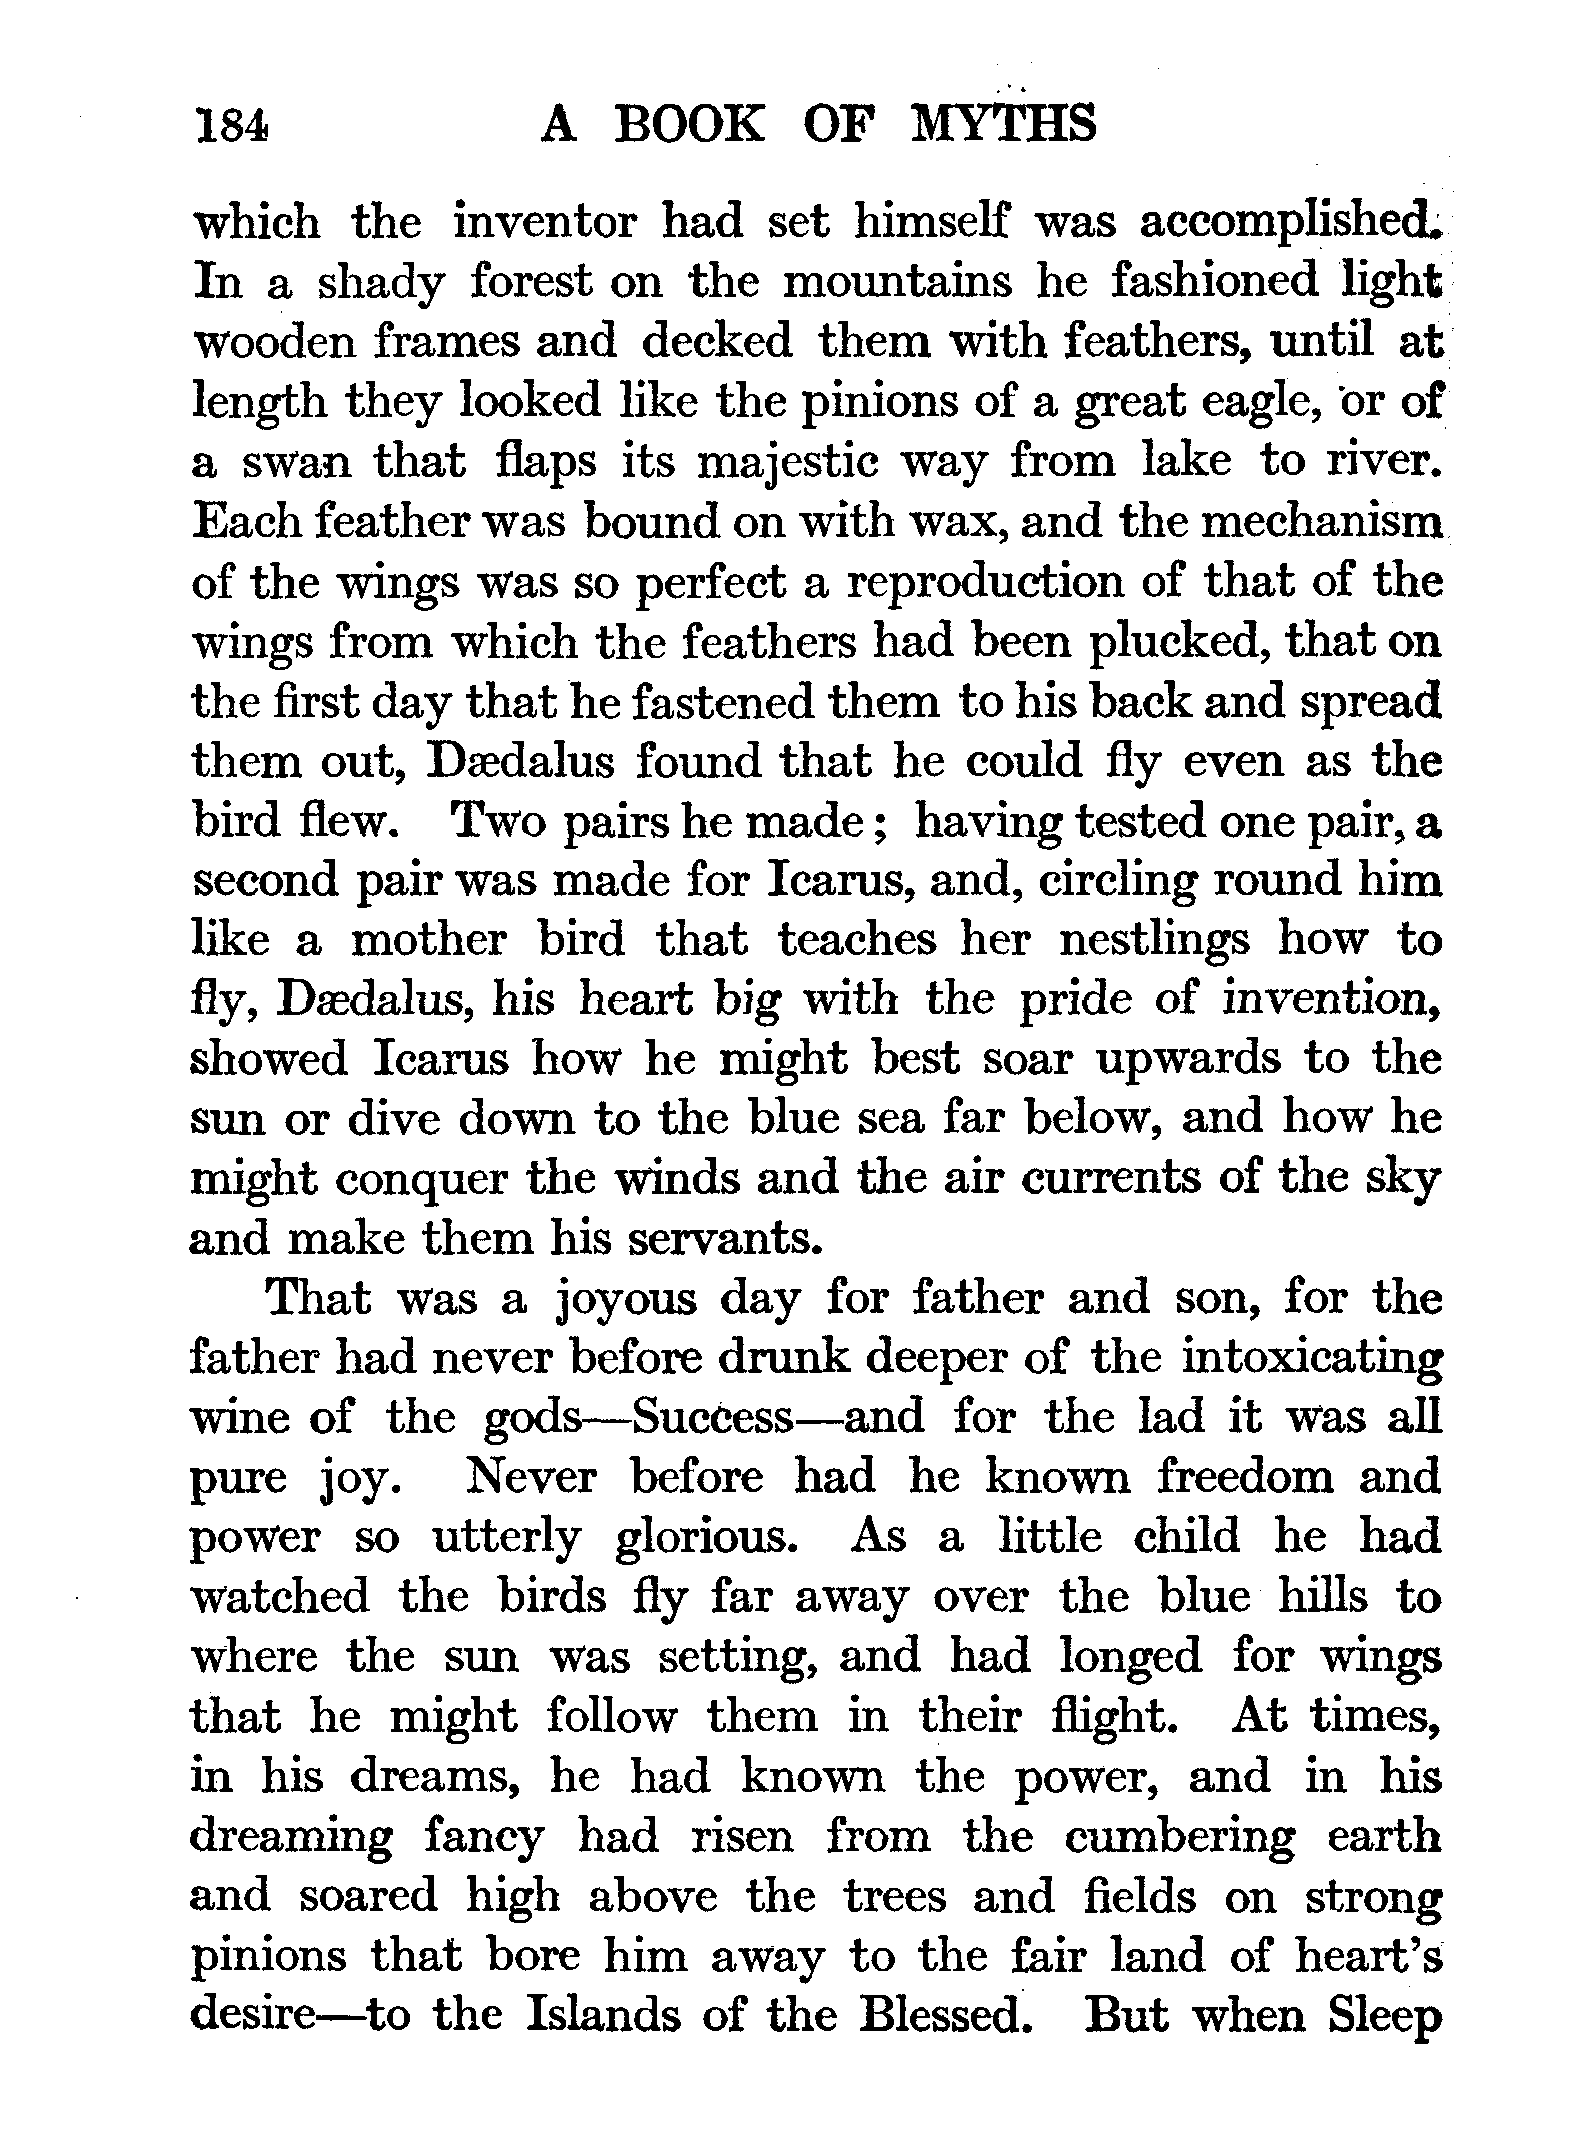 184 A BOOK OF MYTHS
which the inventor had set himself was accomplished.
In a shady forest on the mountains he fashioned light
wooden frames and decked them with feathers, until at
length they looked like the pinions of a great eagle, or of
a swan that flaps its majestic way from lake to river.
Each feather was bound on with wax, and the mechanism
of the wings was so perfect a reproduction of that of the
wings from which the feathers had been plucked, that on
the first day that he fastened them to his back and spread
them out, Dædalus found that he could fly even as the
bird flew. Two pairs he made; having tested one pair, a
second pair was made for Icarus, and, circling round him
like a mother bird that teaches her nestlings how to
fly, Dædalus, his heart big with the pride of invention,
showed Icarus how he might best soar upwards to the
sun or dive down to the blue sea far below, and how he
might conquer the winds and the air currents of the sky
and make them his servants.
That was a joyous day for father and son, for the
father had never before drunk deeper of the intoxicating
wine of the gods—Success—and for the lad it was all
pure joy. Never before had he known freedom and
power so utterly glorious. As a little child he had
watched the birds fly far away over the blue hills to
where the sun was setting, and had longed for wings
that he might follow them in their flight. At times,
in his dreams, he had known the power, and in his
dreaming fancy had risen from the cumbering earth
and soared high above the trees and fields on strong
pinions that bore him away to the fair land of heart's
desire—to the Islands of the Blessed. But when Sleep